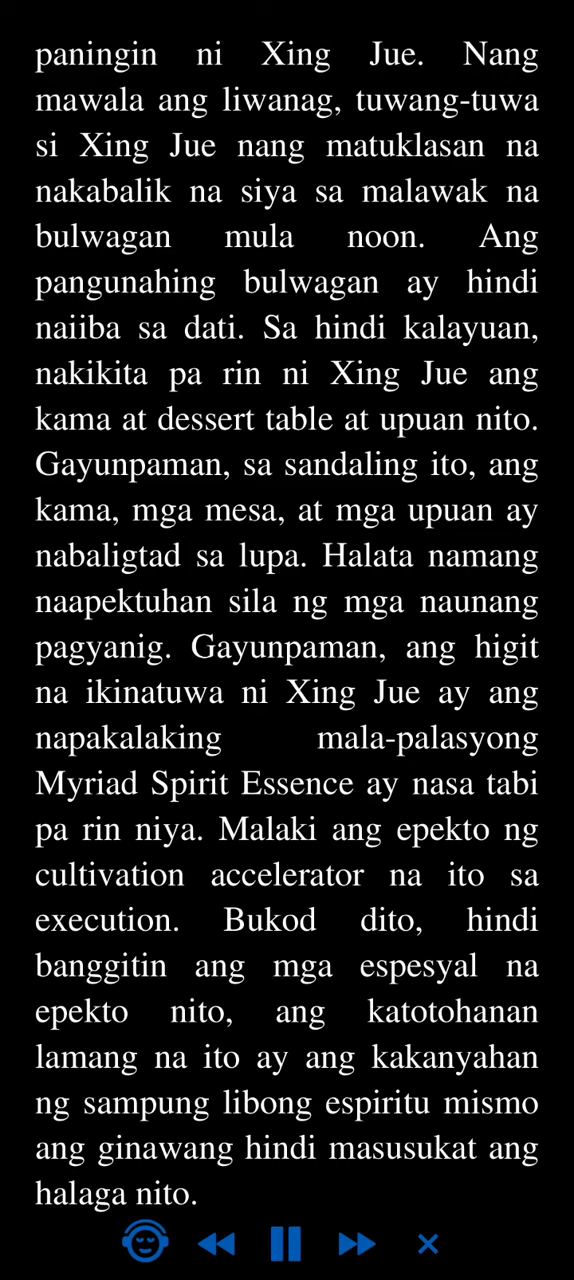 paningin ni Xing Jue. Nang
mawala ang liwanag, tuwang-tuwa
si Xing Jue nang matuklasan na
nakabalik na siya sa malawak na
bulwagan mula noon. Ang
pangunahing bulwagan ay hindi
naiiba sa dati. Sa hindi kalayuan,
nakikita pa rin ni Xing Jue ang
kama at dessert table at upuan nito.
Gayunpaman, sa sandaling ito, ang
kama, mga mesa, at mga upuan ay
nabaligtad sa lupa. Halata namang
naapektuhan sila ng mga naunang
pagyanig. Gayunpaman, ang higit
na ikinatuwa ni Xing Jue ay ang
napakalaking mala-palasyong
Myriad Spirit Essence ay nasa tabi
pa rin niya. Malaki ang epekto ng
cultivation accelerator na ito sa
execution. Bukod dito, hindi
banggitin ang mga espesyal na
epekto nito, ang katotohanan
lamang na ito ay ang kakanyahan
ng sampung libong espiritu mismo
ang ginawang hindi masusukat ang
halaga nito.